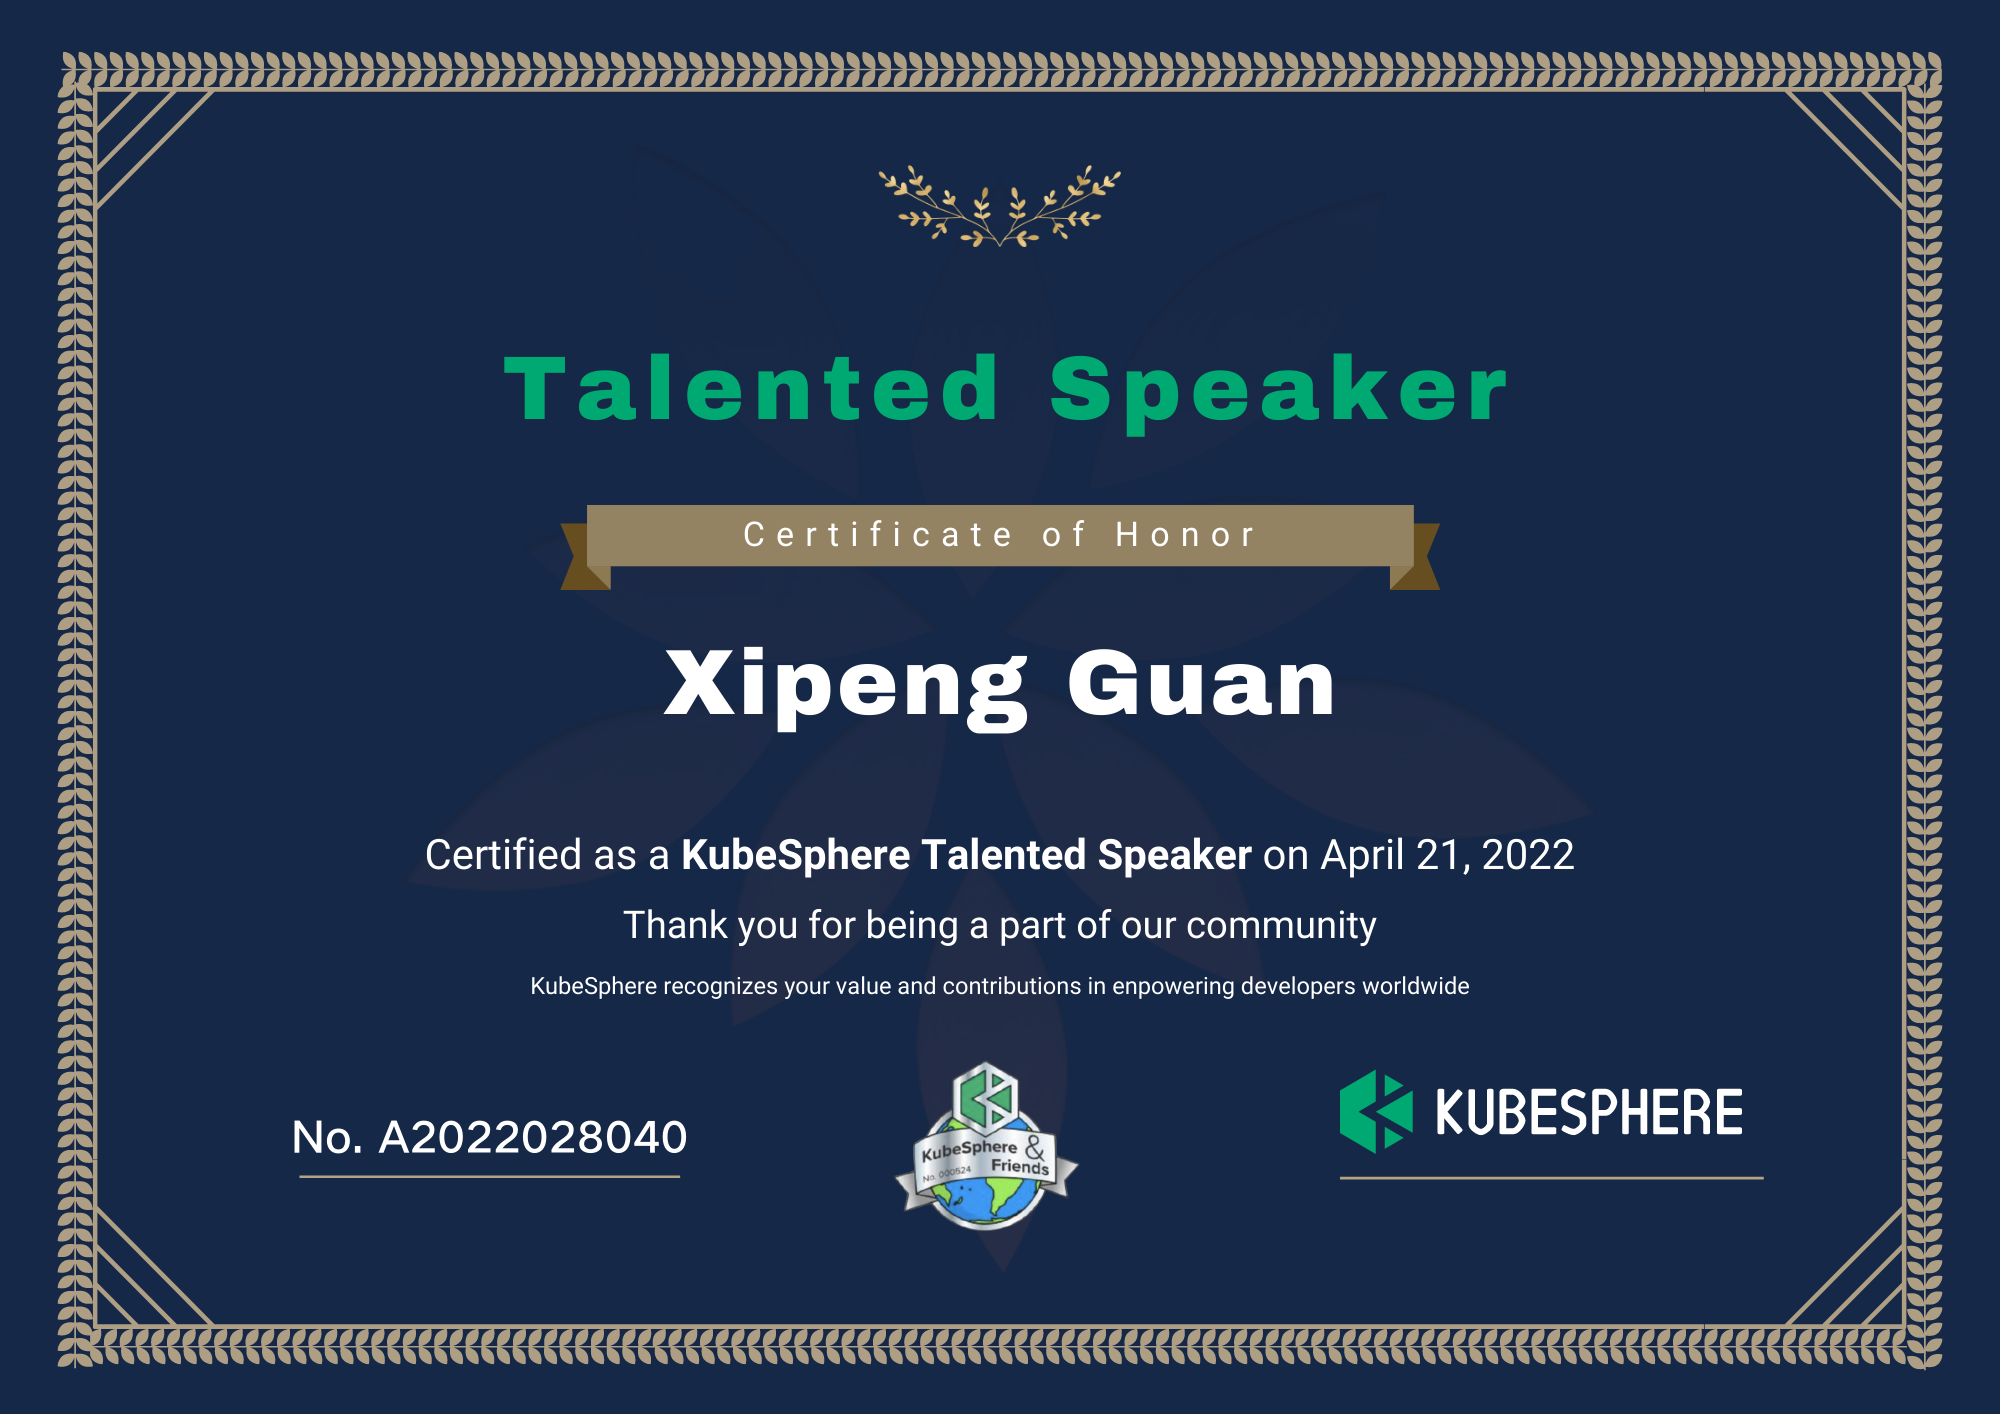 Talented Speaker
Certificate of Honor
Xipeng Guan
Certified as a KubeSphere Talented Speaker on April 21, 2022
Thank you for being a part of our community
KubeSphere recognizes your value and contributions in enpowering developers worldwide
No. A2022028040
KubeSphere &
Friends
No. 000524
KUBESPHERE